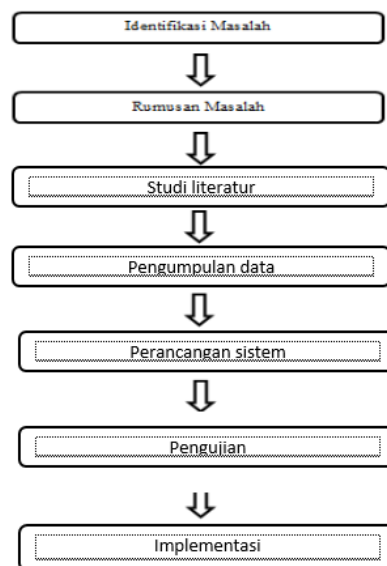 Identifikasi Masalah
Rumusan Masalah
Studi literatur
Pengumpulan data
Perancangan sistem
Pengujian
Implementasi